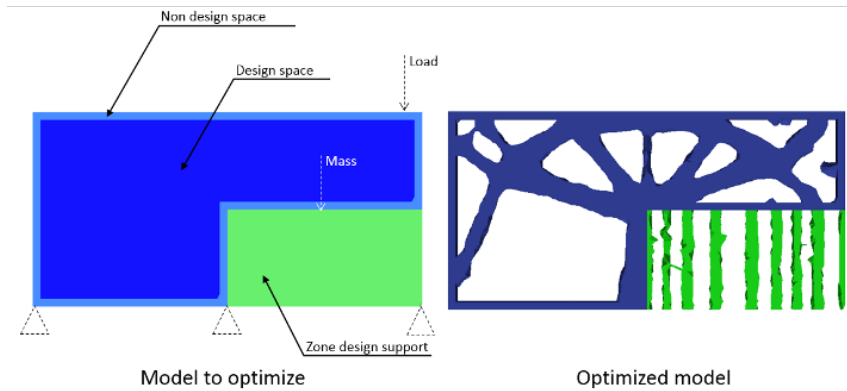 Non design space
Load
Design space
Mass
Zone design support
Model to optimize
Optimized model